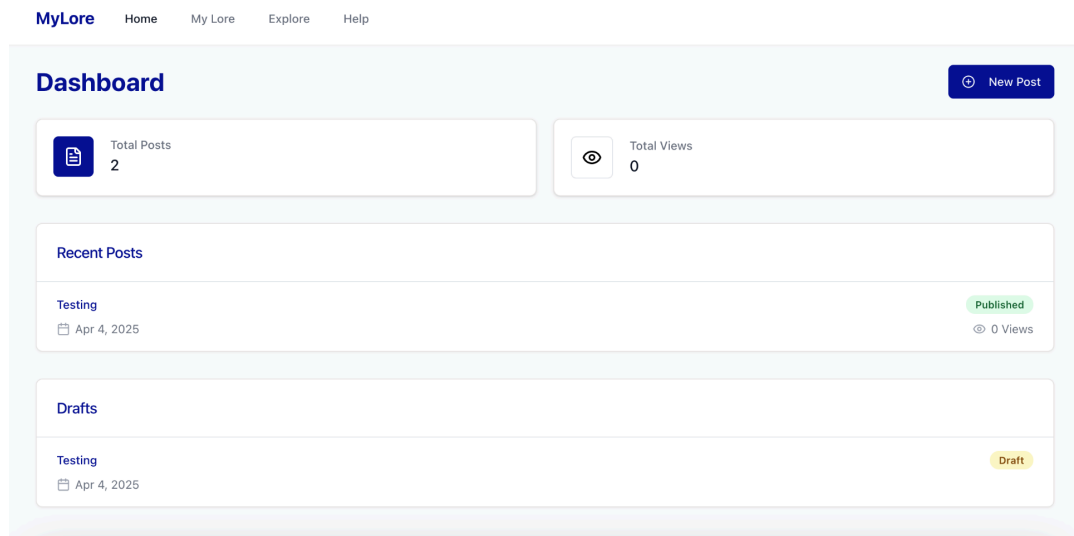 MyLore Home My Lore Explore Help
Dashboard
New Post
Total Posts
2
Total Views
0
Recent Posts
Testing
Published
Apr 4, 2025
0 Views
Drafts
Testing
Draft
Apr 4, 2025